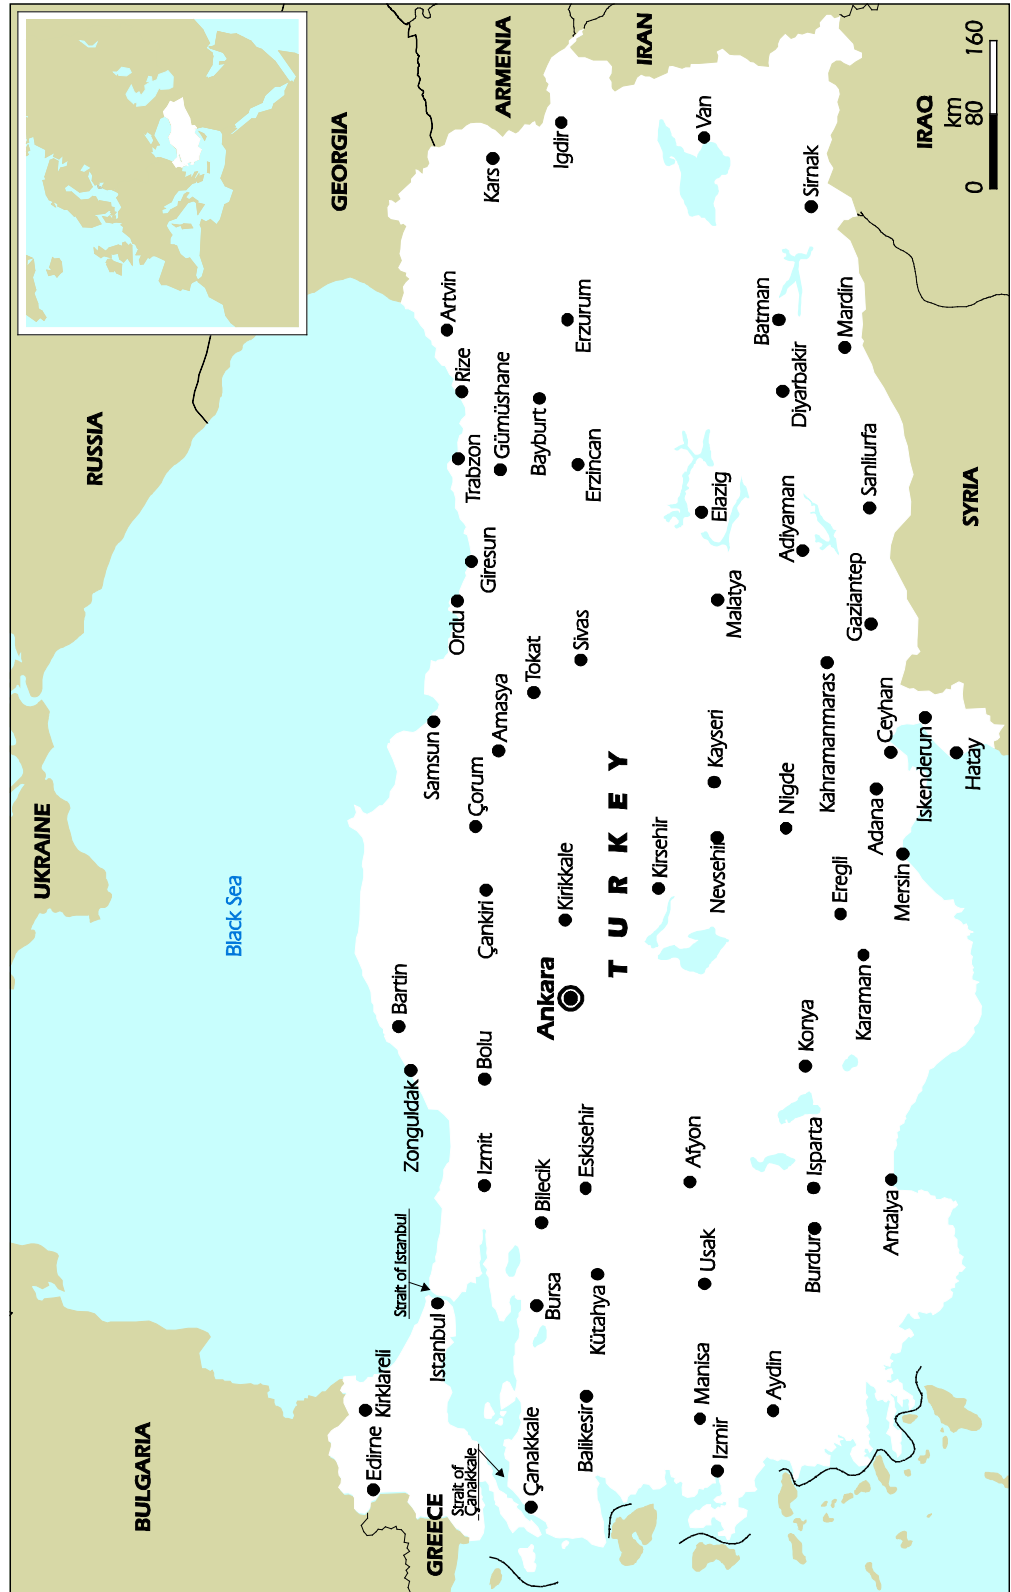 BULGARIA
UKRAINE
RUSSIA
GEORGIA
ARMENIA
IRAN
IRAQ
SYRIA
GREECE
Black Sea
T U R K E Y
Ankara
Strait of Istanbul
Strait of
Çanakkale
Edirne
Kirklareli
Istanbul
Çanakkale
Balikesir
Bursa
Kütahya
Bilecik
Eskisehir
Izmit
Bolu
Zonguldak
Bartin
Çankiri
Kirikkale
Kirsehir
Çorum
Samsun
Amasya
Tokat
Sivas
Ordu
Giresun
Trabzon
Gümüshane
Rize
Artvin
Bayburt
Erzincan
Erzurum
Kars
Igdir
Van
Sirnak
Batman
Diyarbakir
Mardin
Sanliurfa
Elazig
Adiyaman
Malatya
Gaziantep
Kahramanmaras
Kayseri
Nevsehir
Nigde
Ceyhan
Iskenderun
Hatay
Adana
Mersin
Eregli
Karaman
Konya
Isparta
Burdur
Antalya
Afyon
Usak
Manisa
Izmir
Aydin
0 80 160
km